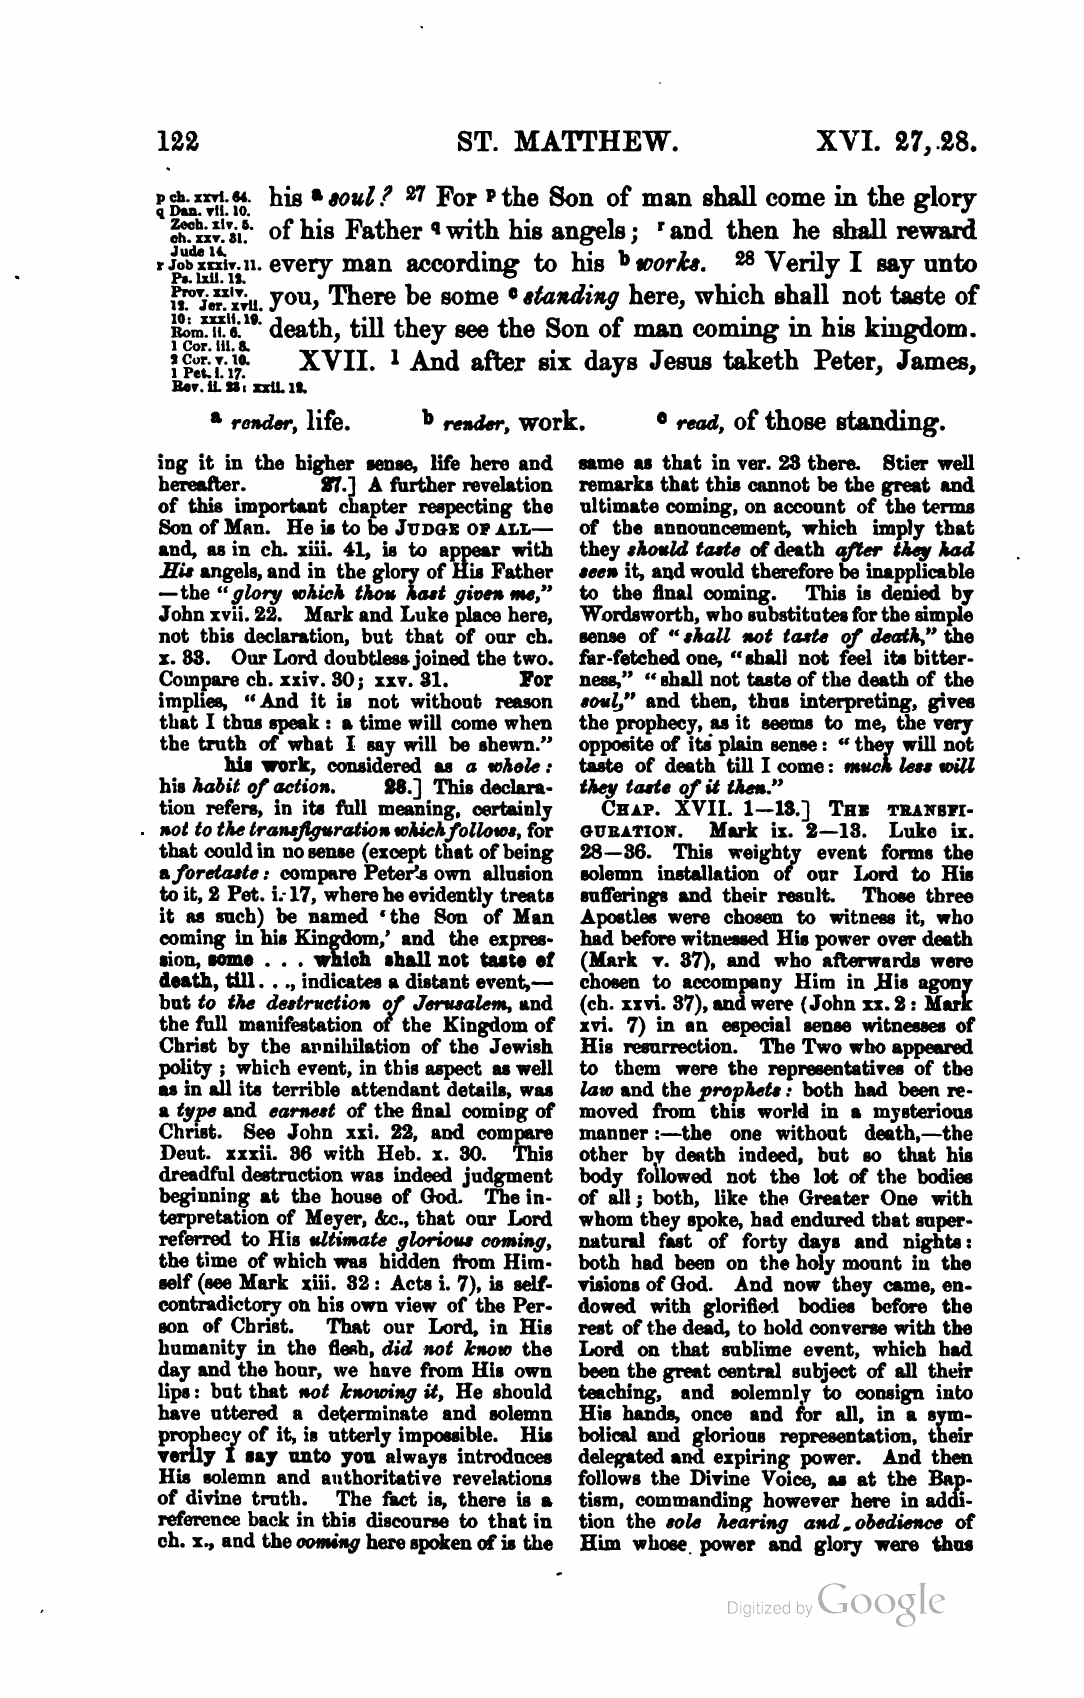 122 ST. MATTHEW. XVI. 27, 28.
p ch. xxvi. 64.
q Dan. vii. 10.
Zech. xiv. 5.
ch. xxv. 31.
Jude 14.
r Job xxxiv. 11.
Ps. lxii. 12.
Prov. xxiv.
12. Jer. xvii.
10: xxxii. 19.
Rom. ii. 6.
1 Cor. iii. 8.
2 Cor. v. 10.
1 Pet. i. 17.
Rev. ii. 23: xxii. 12.
his a soul? 27 For p the Son of man shall come in the glory
of his Father q with his angels; r and then he shall reward
every man according to his b works. 28 Verily I say unto
you, There be some c standing here, which shall not taste of
death, till they see the Son of man coming in his kingdom.
XVII. 1 And after six days Jesus taketh Peter, James,
a render, life. b render, work. c read, of those standing.
ing it in the higher sense, life here and
hereafter. 27.] A further revelation
of this important chapter respecting the
Son of Man. He is to be JUDGE OF ALL—
and, as in ch. xiii. 41, is to appear with
His angels, and in the glory of His Father
—the "glory which thou hast given me,"
John xvii. 22. Mark and Luke place here,
not this declaration, but that of our ch.
x. 33. Our Lord doubtless joined the two.
Compare ch. xxiv. 30; xxv. 31. For
implies, "And it is not without reason
that I thus speak: a time will come when
the truth of what I say will be shewn."
his work, considered as a whole:
his habit of action. 28.] This declara-
tion refers, in its full meaning, certainly
not to the transfiguration which follows, for
that could in no sense (except that of being
a foretaste: compare Peter's own allusion
to it, 2 Pet. i. 17, where he evidently treats
it as such) be named 'the Son of Man
coming in his Kingdom,' and the expres-
sion, some . . . which shall not taste of
death, till . . ., indicates a distant event,—
but to the destruction of Jerusalem, and
the full manifestation of the Kingdom of
Christ by the annihilation of the Jewish
polity; which event, in this aspect as well
as in all its terrible attendant details, was
a type and earnest of the final coming of
Christ. See John xxi. 22, and compare
Deut. xxxii. 36 with Heb. x. 30. This
dreadful destruction was indeed judgment
beginning at the house of God. The in-
terpretation of Meyer, &c., that our Lord
referred to His ultimate glorious coming,
the time of which was hidden from Him-
self (see Mark xiii. 32: Acts i. 7), is self-
contradictory on his own view of the Per-
son of Christ. That our Lord, in His
humanity in the flesh, did not know the
day and the hour, we have from His own
lips: but that not knowing it, He should
have uttered a determinate and solemn
prophecy of it, is utterly impossible. His
verily I say unto you always introduces
His solemn and authoritative revelations
of divine truth. The fact is, there is a
reference back in this discourse to that in
ch. x., and the coming here spoken of is the
same as that in ver. 23 there. Stier well
remarks that this cannot be the great and
ultimate coming, on account of the terms
of the announcement, which imply that
they should taste of death after they had
seen it, and would therefore be inapplicable
to the final coming. This is denied by
Wordsworth, who substitutes for the simple
sense of "shall not taste of death," the
far-fetched one, "shall not feel its bitter-
ness," "shall not taste of the death of the
soul," and then, thus interpreting, gives
the prophecy, as it seems to me, the very
opposite of its plain sense: "they will not
taste of death till I come: much less will
they taste of it then."
CHAP. XVII. 1—13.] THE TRANSFI-
GURATION. Mark ix. 2—13. Luke ix.
28—36. This weighty event forms the
solemn installation of our Lord to His
sufferings and their result. Those three
Apostles were chosen to witness it, who
had before witnessed His power over death
(Mark v. 37), and who afterwards were
chosen to accompany Him in His agony
(ch. xxvi. 37), and were (John xx. 2: Mark
xvi. 7) in an especial sense witnesses of
His resurrection. The Two who appeared
to them were the representatives of the
law and the prophets: both had been re-
moved from this world in a mysterious
manner:—the one without death,—the
other by death indeed, but so that his
body followed not the lot of the bodies
of all; both, like the Greater One with
whom they spoke, had endured that super-
natural fast of forty days and nights:
both had been on the holy mount in the
visions of God. And now they came, en-
dowed with glorified bodies before the
rest of the dead, to hold converse with the
Lord on that sublime event, which had
been the great central subject of all their
teaching, and solemnly to consign into
His hands, once and for all, in a sym-
bolical and glorious representation, their
delegated and expiring power. And then
follows the Divine Voice, as at the Bap-
tism, commanding however here in addi-
tion the sole hearing and obedience of
Him whose power and glory were thus
Digitized by Google